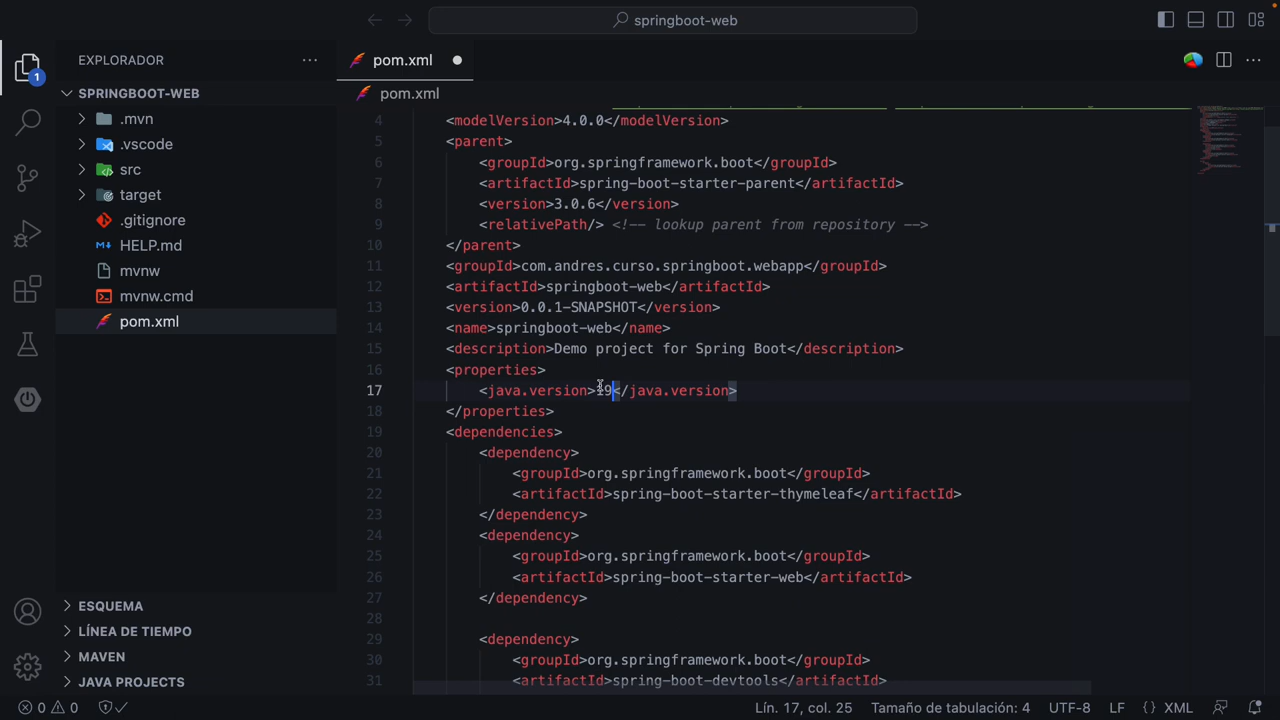 springboot-web
EXPLORADOR
pom.xml
1
SPRINGBOOT-WEB
pom.xml
.mvn
.vscode
src
target
.gitignore
HELP.md
mvnw
mvnw.cmd
pom.xml
4 <modelVersion>4.0.0</modelVersion>
5 <parent>
6 <groupId>org.springframework.boot</groupId>
7 <artifactId>spring-boot-starter-parent</artifactId>
8 <version>3.0.6</version>
9 <relativePath/> <!-- lookup parent from repository -->
10 </parent>
11 <groupId>com.andres.curso.springboot.webapp</groupId>
12 <artifactId>springboot-web</artifactId>
13 <version>0.0.1-SNAPSHOT</version>
14 <name>springboot-web</name>
15 <description>Demo project for Spring Boot</description>
16 <properties>
17 <java.version>19</java.version>
18 </properties>
19 <dependencies>
20 <dependency>
21 <groupId>org.springframework.boot</groupId>
22 <artifactId>spring-boot-starter-thymeleaf</artifactId>
23 </dependency>
24 <dependency>
25 <groupId>org.springframework.boot</groupId>
26 <artifactId>spring-boot-starter-web</artifactId>
27 </dependency>
28
29 <dependency>
30 <groupId>org.springframework.boot</groupId>
31 <artifactId>spring-boot-devtools</artifactId>
ESQUEMA
LÍNEA DE TIEMPO
MAVEN
JAVA PROJECTS
0 0 Lín. 17, col. 25 Tamaño de tabulación: 4 UTF-8 LF {} XML